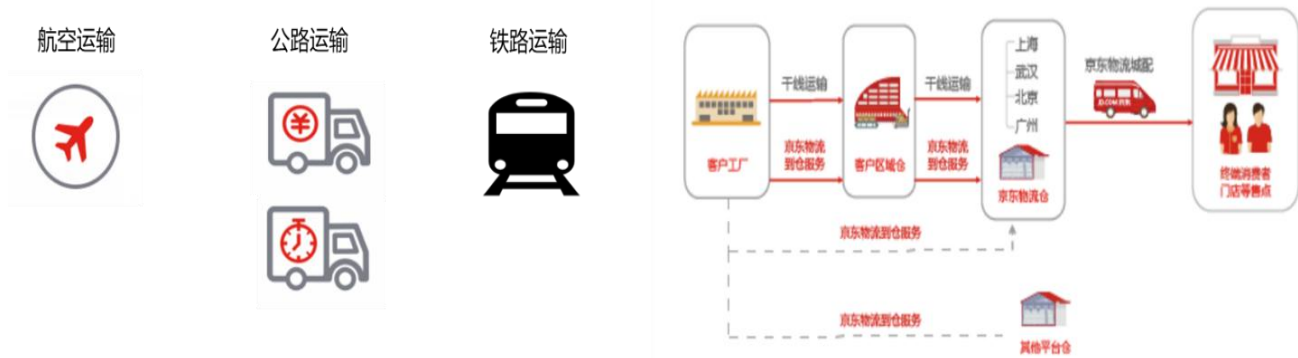 航空运输
公路运输
铁路运输
客户工厂
干线运输
京东物流
到仓服务
客户区域仓
干线运输
京东物流
到仓服务
上海
武汉
北京
广州
京东物流仓
京东物流城配
JD.COM 京东
终端消费者
门店等售点
京东物流到仓服务
京东物流到仓服务
其他平台仓